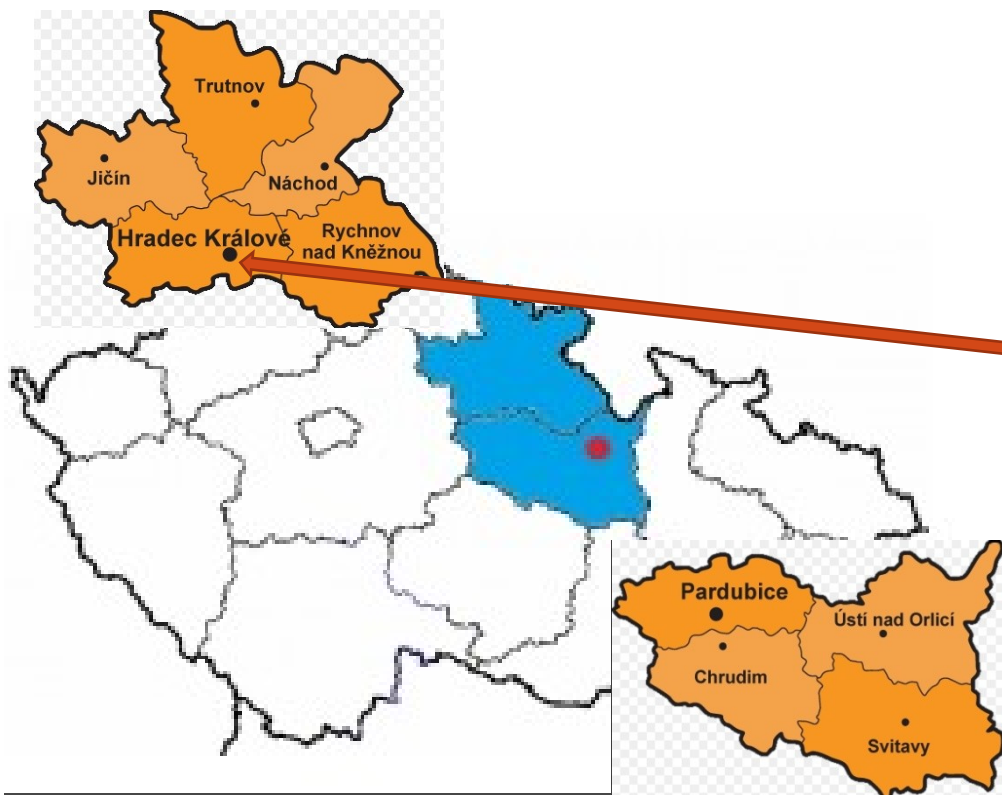 Trutnov
Jičín
Náchod
Hradec Králové
Rychnov
nad Kněžnou
Pardubice
Ústí nad Orlicí
Chrudim
Svitavy